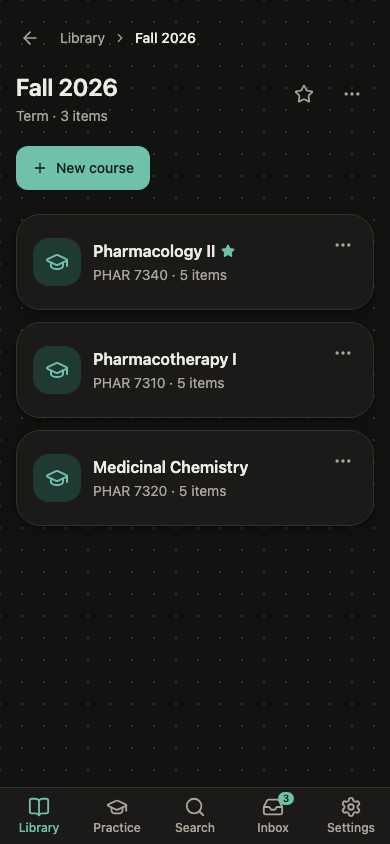 Library > Fall 2026
Fall 2026
Term · 3 items
+ New course
Pharmacology II
PHAR 7340 · 5 items
Pharmacotherapy I
PHAR 7310 · 5 items
Medicinal Chemistry
PHAR 7320 · 5 items
3
Library Practice Search Inbox Settings